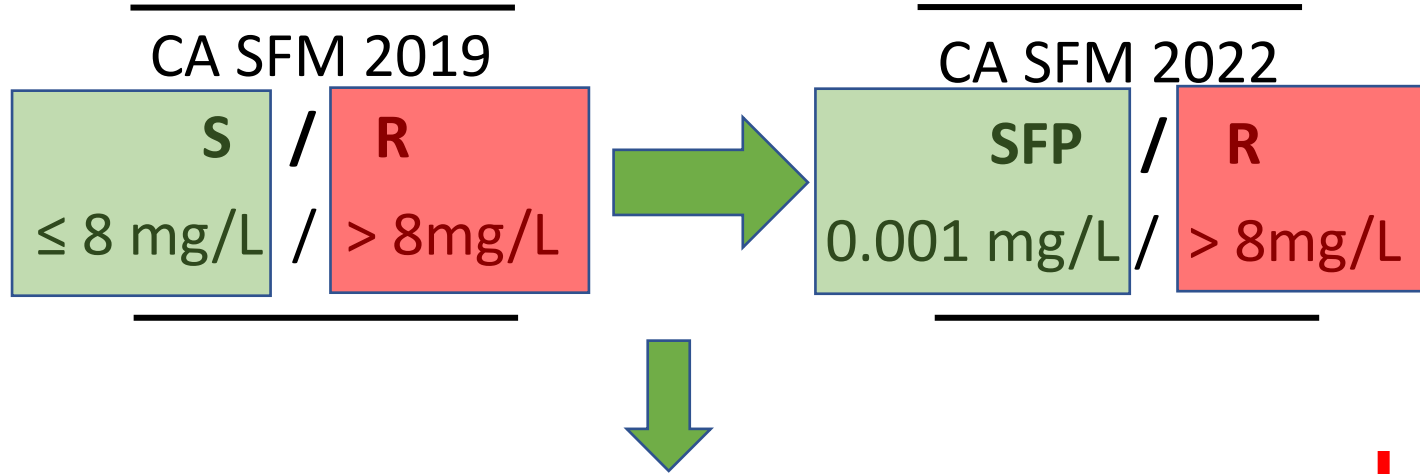 CA SFM 2019
S / R
≤ 8 mg/L / > 8mg/L
CA SFM 2022
SFP / R
0.001 mg/L / > 8mg/L